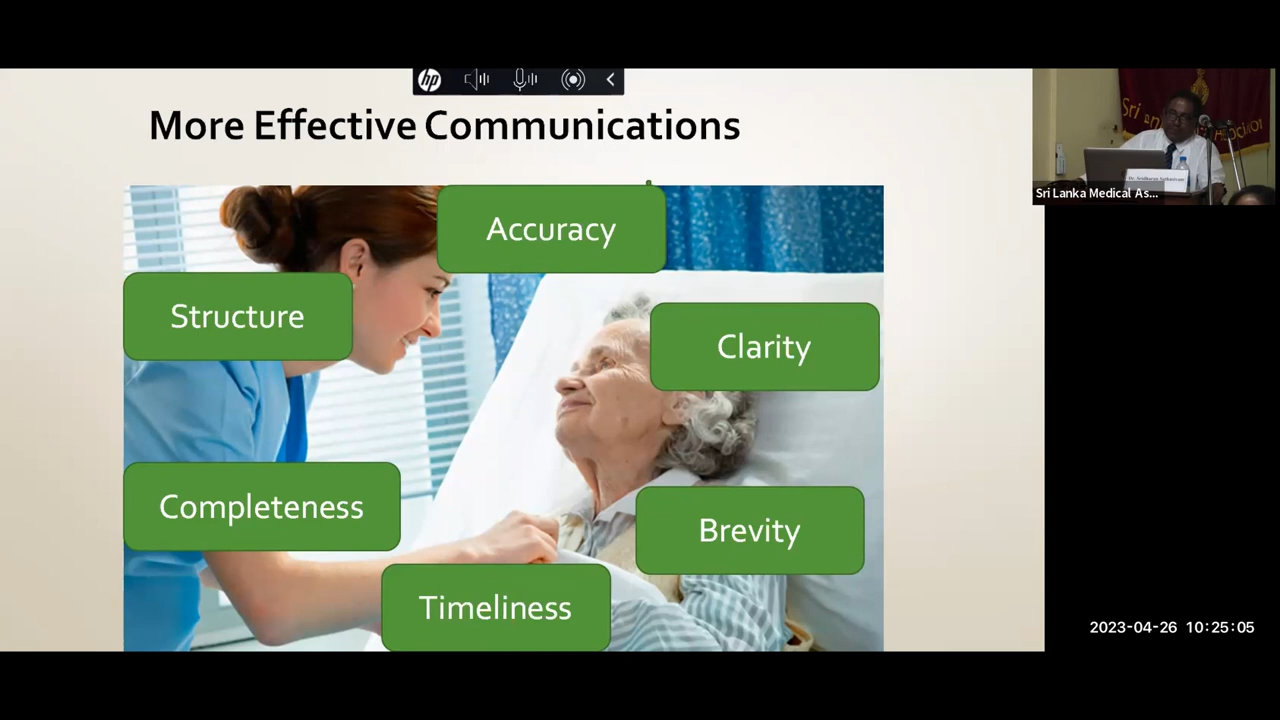 hp
More Effective Communications
Accuracy
Structure
Clarity
Completeness
Brevity
Timeliness
Sri Lanka Medical As...
2023-04-26 10:25:05